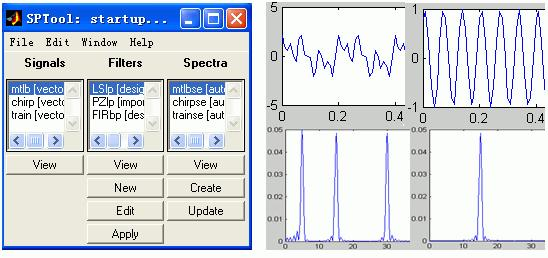 SPTool: startup...
File Edit Window Help
Signals Filters Spectra
mtlb [vecto LSlp [desig mtlbse [aut
chirp [vecto PZlp [impor chirpse [au
train [vecto FIRbp [des trainse [aut
View View View
New Create
Edit Update
Apply
5
0
-5
0 0.2 0.4
1
0
-1
0 0.2 0.4
0.05
0.04
0.03
0.02
0.01
0
0 10 20 30
0.05
0.04
0.03
0.02
0.01
0
0 10 20 30